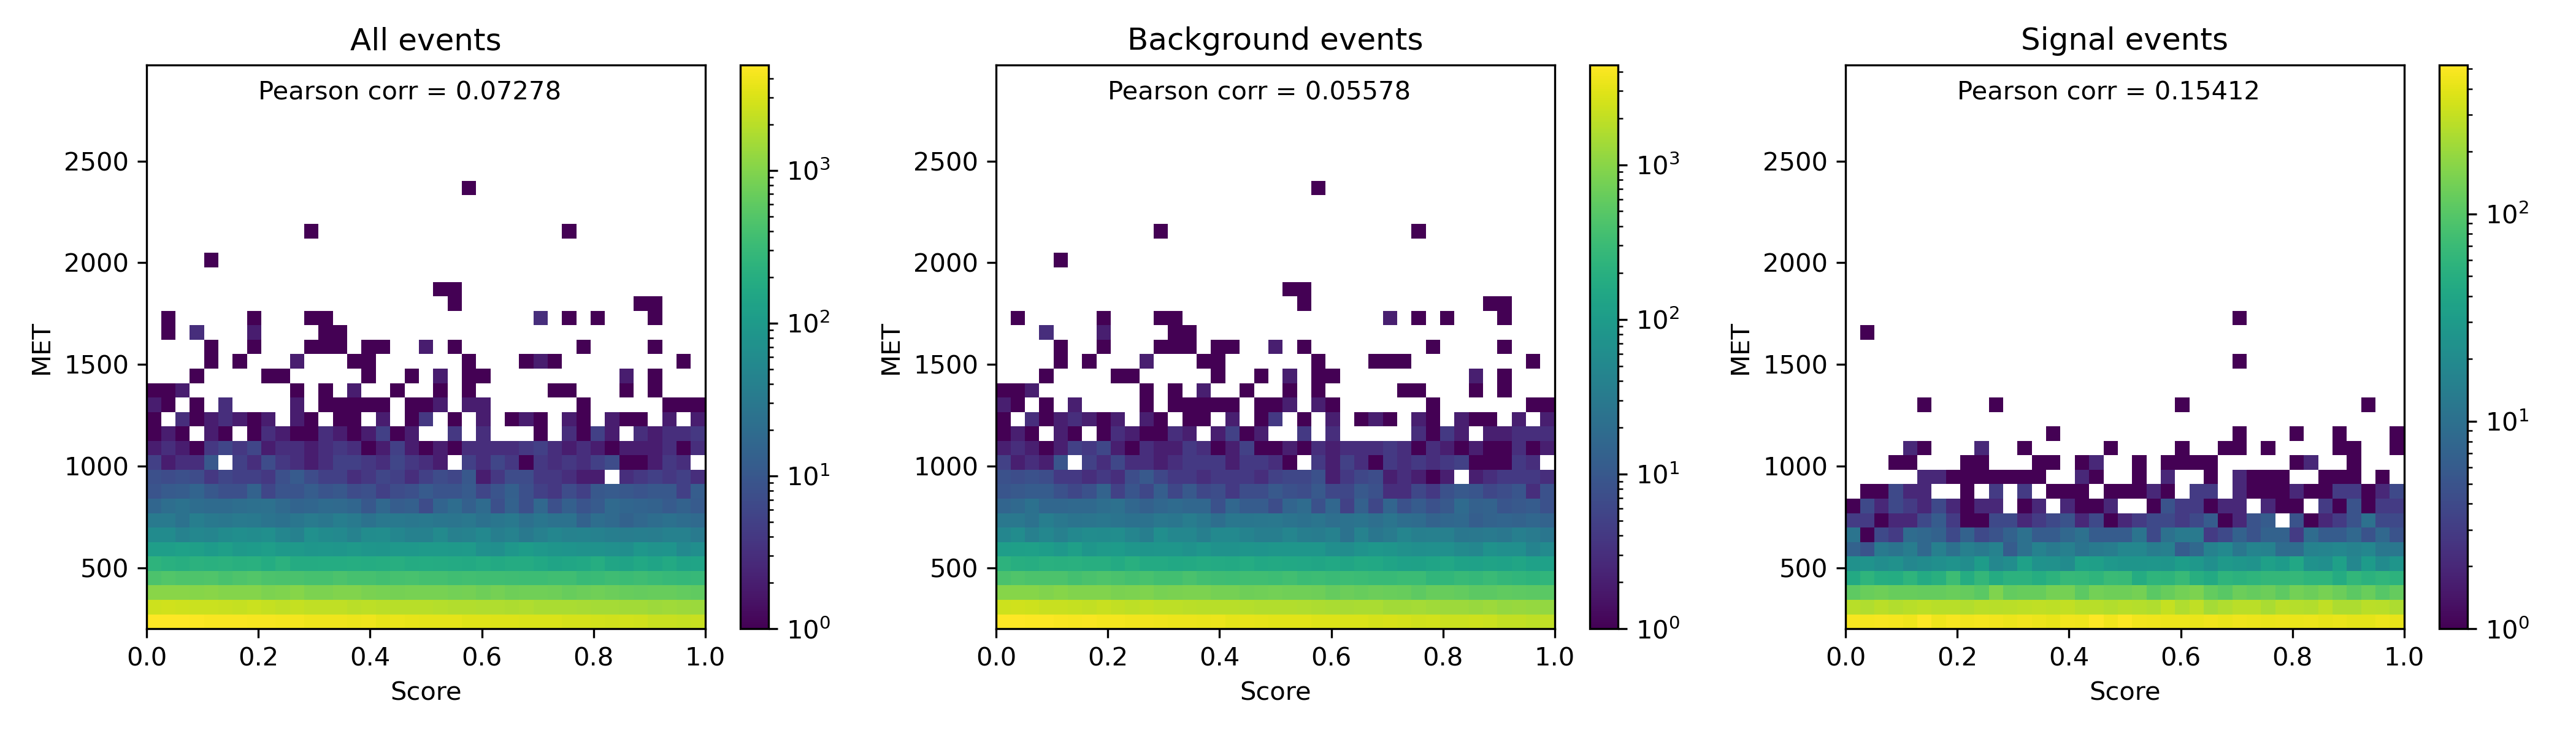 All events
Pearson corr = 0.07278
MET
2500
2000
1500
1000
500
0.0 0.2 0.4 0.6 0.8 1.0
Score
10³
10²
10¹
10⁰
Background events
Pearson corr = 0.05578
MET
2500
2000
1500
1000
500
0.0 0.2 0.4 0.6 0.8 1.0
Score
10³
10²
10¹
10⁰
Signal events
Pearson corr = 0.15412
MET
2500
2000
1500
1000
500
0.0 0.2 0.4 0.6 0.8 1.0
Score
10²
10¹
10⁰